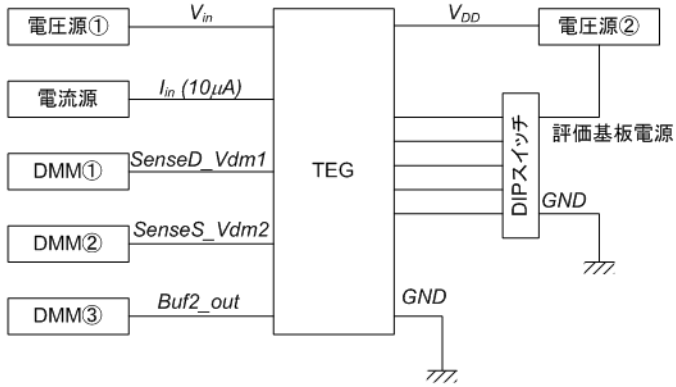 電圧源①
V_in
V_DD
電圧源②
電流源
I_in (10μA)
DIPスイッチ
評価基板電源
DMM①
SenseD_Vdm1
TEG
DMM②
SenseS_Vdm2
GND
DMM③
Buf2_out
GND